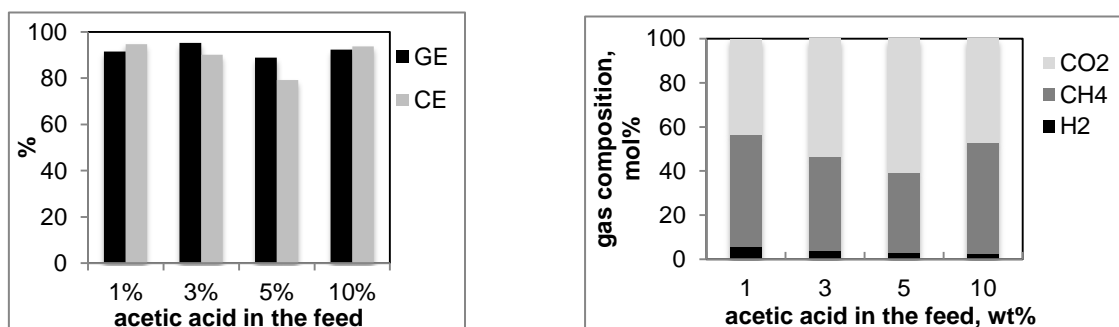 100
80
60
40
20
0
%
GE
CE
1% 3% 5% 10%
acetic acid in the feed
100
80
60
40
20
0
gas composition,
mol%
CO2
CH4
H2
1 3 5 10
acetic acid in the feed, wt%